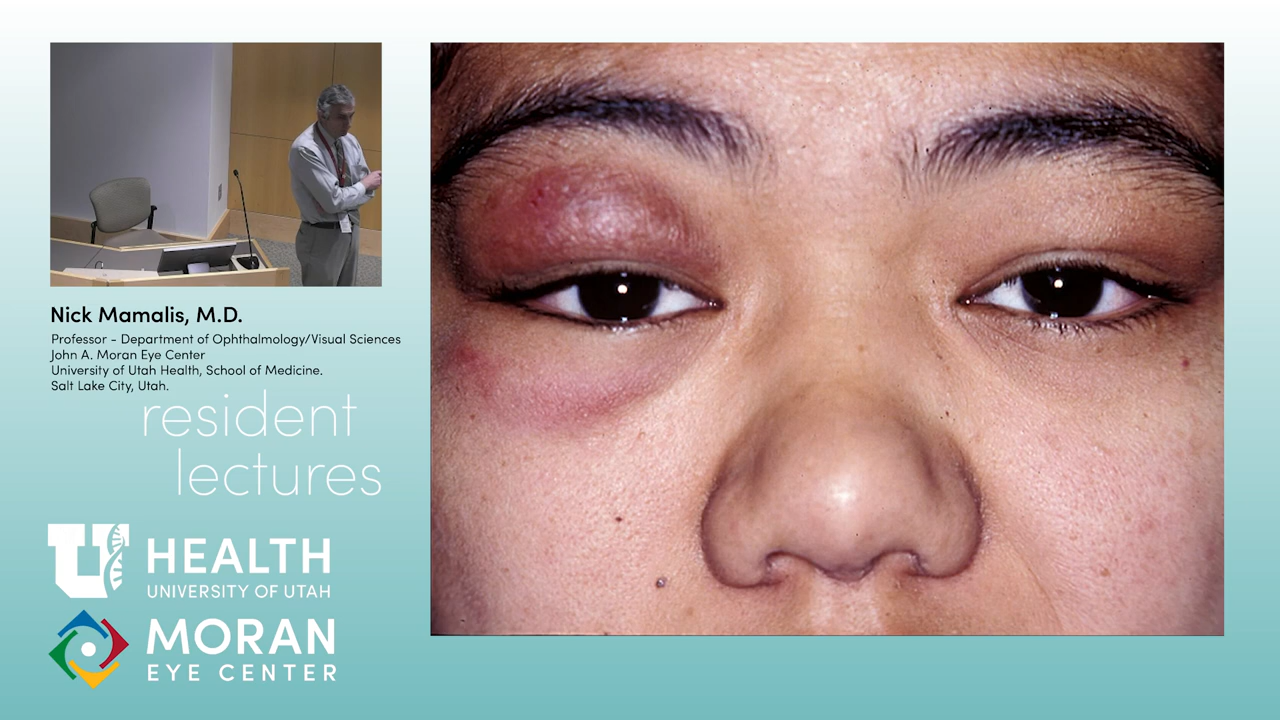 Nick Mamalis, M.D.
Professor - Department of Ophthalmology/Visual Sciences
John A. Moran Eye Center
University of Utah Health, School of Medicine.
Salt Lake City, Utah.
resident
lectures
U
HEALTH
UNIVERSITY OF UTAH
MORAN
EYE CENTER